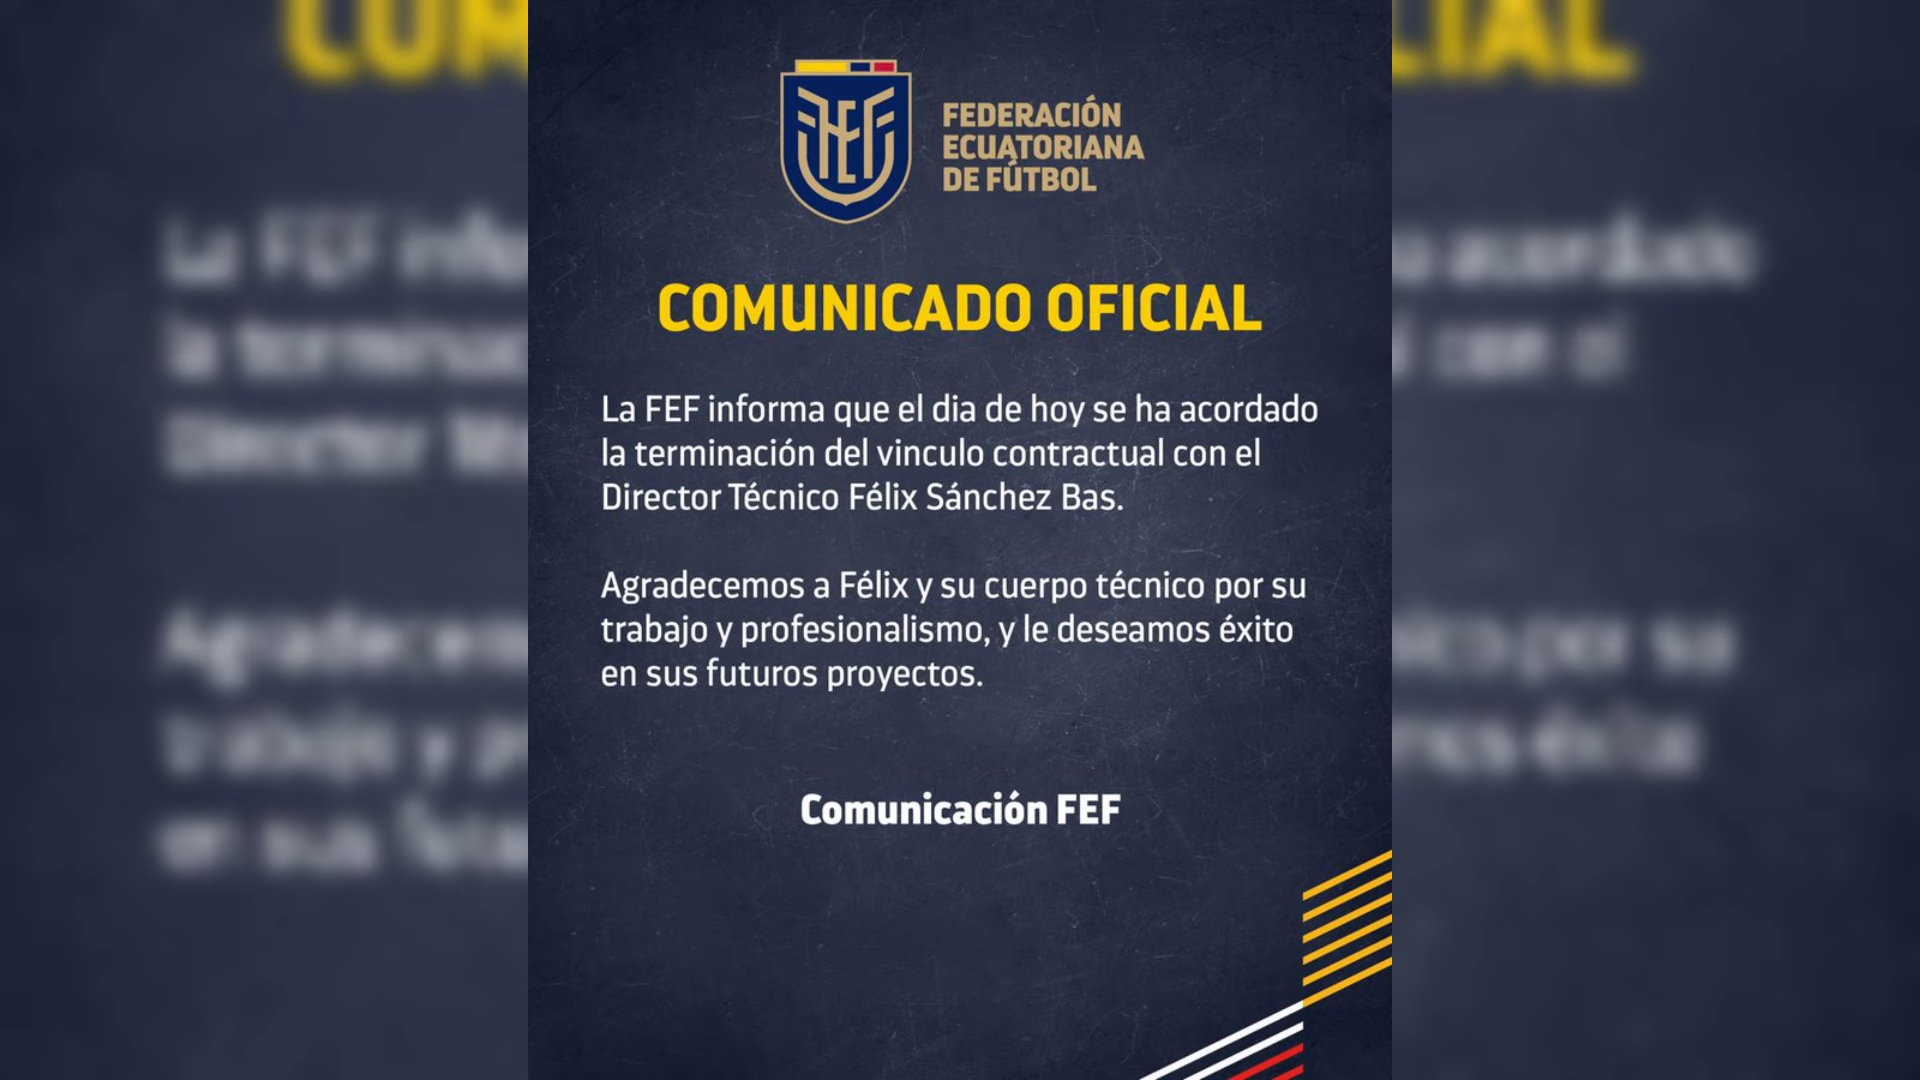 FEF
FEDERACIÓN
ECUATORIANA
DE FÚTBOL
COMUNICADO OFICIAL
La FEF informa que el dia de hoy se ha acordado
la terminación del vinculo contractual con el
Director Técnico Félix Sánchez Bas.
Agradecemos a Félix y su cuerpo técnico por su
trabajo y profesionalismo, y le deseamos éxito
en sus futuros proyectos.
Comunicación FEF